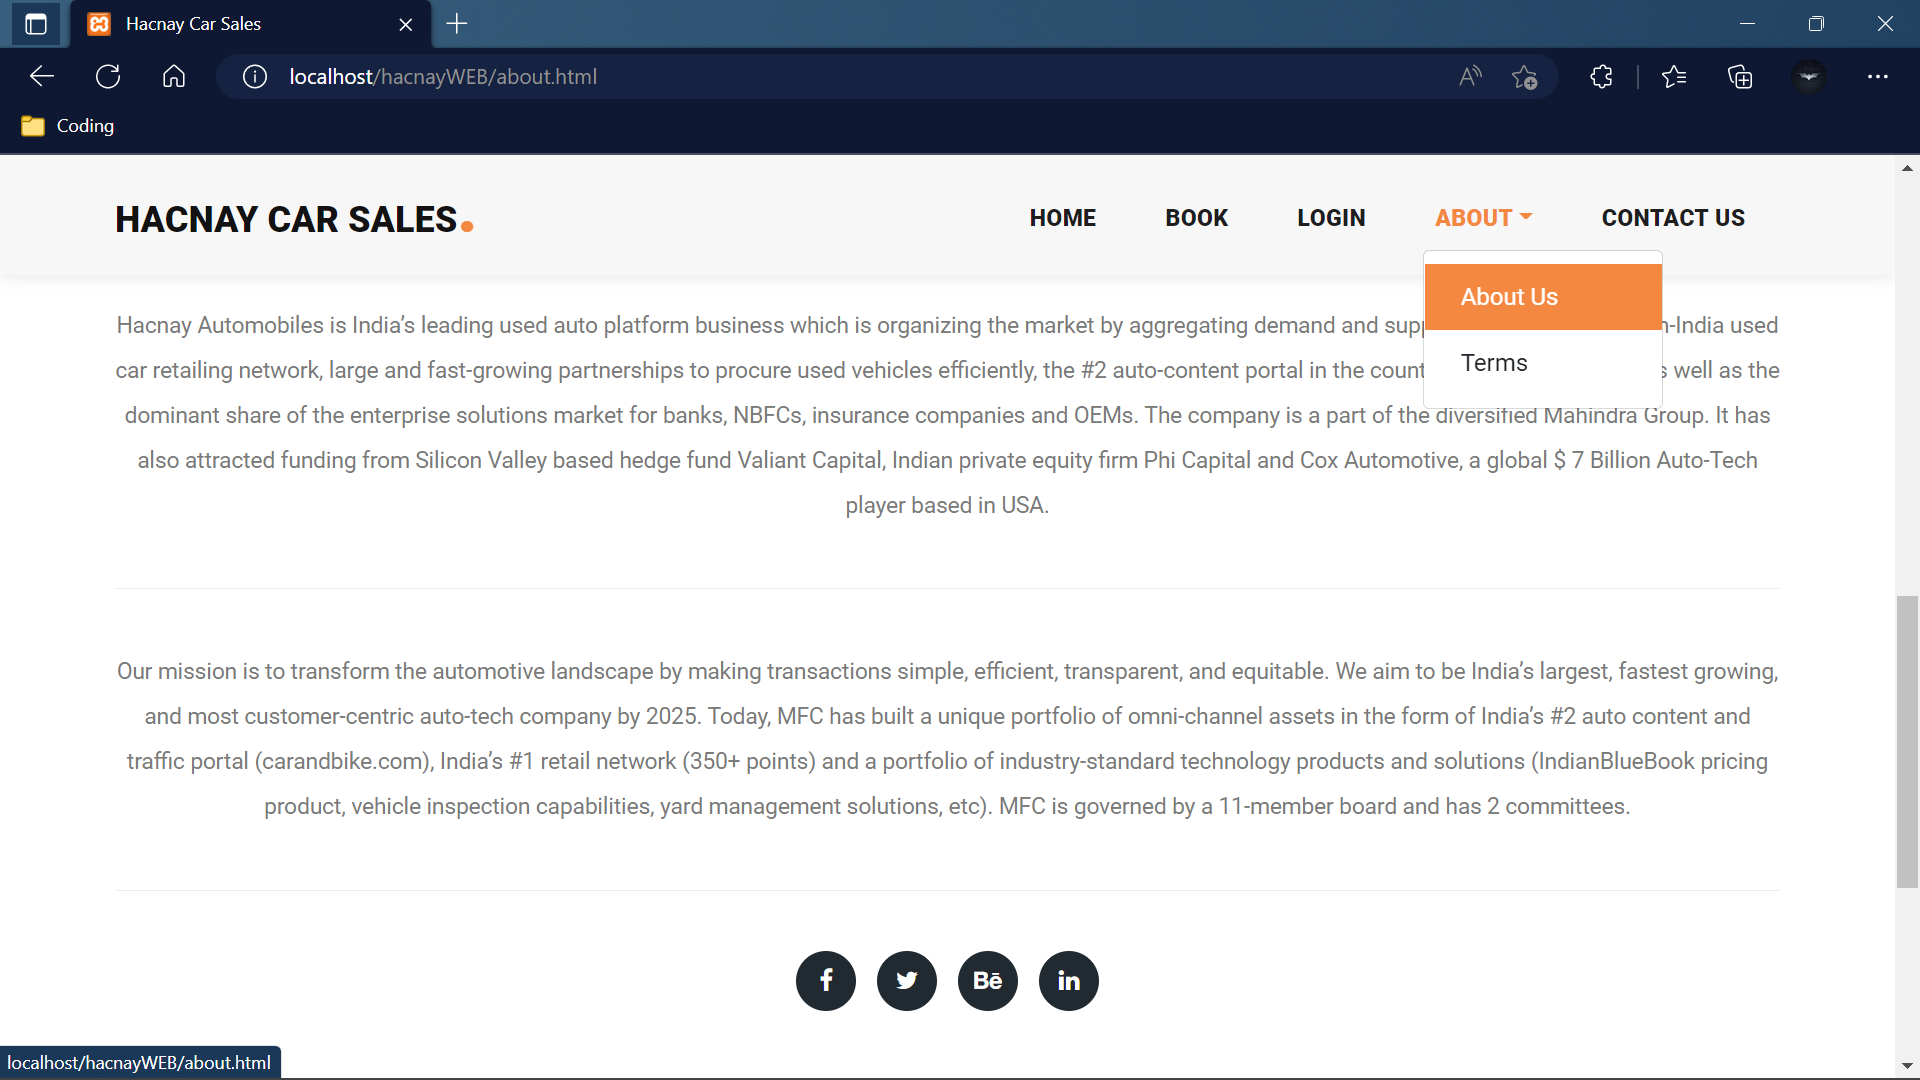 Hacnay Car Sales
localhost/hacnayWEB/about.html
Coding
HACNAY CAR SALES.
HOME BOOK LOGIN ABOUT CONTACT US
About Us
Terms
Hacnay Automobiles is India’s leading used auto platform business which is organizing the market by aggregating demand and -India used
car retailing network, large and fast-growing partnerships to procure used vehicles efficiently, the #2 auto-content portal in the well as the
dominant share of the enterprise solutions market for banks, NBFCs, insurance companies and OEMs. The company is a part of the diversified Mahindra Group. It has
also attracted funding from Silicon Valley based hedge fund Valiant Capital, Indian private equity firm Phi Capital and Cox Automotive, a global $ 7 Billion Auto-Tech
player based in USA.
Our mission is to transform the automotive landscape by making transactions simple, efficient, transparent, and equitable. We aim to be India’s largest, fastest growing,
and most customer-centric auto-tech company by 2025. Today, MFC has built a unique portfolio of omni-channel assets in the form of India’s #2 auto content and
traffic portal (carandbike.com), India’s #1 retail network (350+ points) and a portfolio of industry-standard technology products and solutions (IndianBlueBook pricing
product, vehicle inspection capabilities, yard management solutions, etc). MFC is governed by a 11-member board and has 2 committees.
f Bē in
localhost/hacnayWEB/about.html